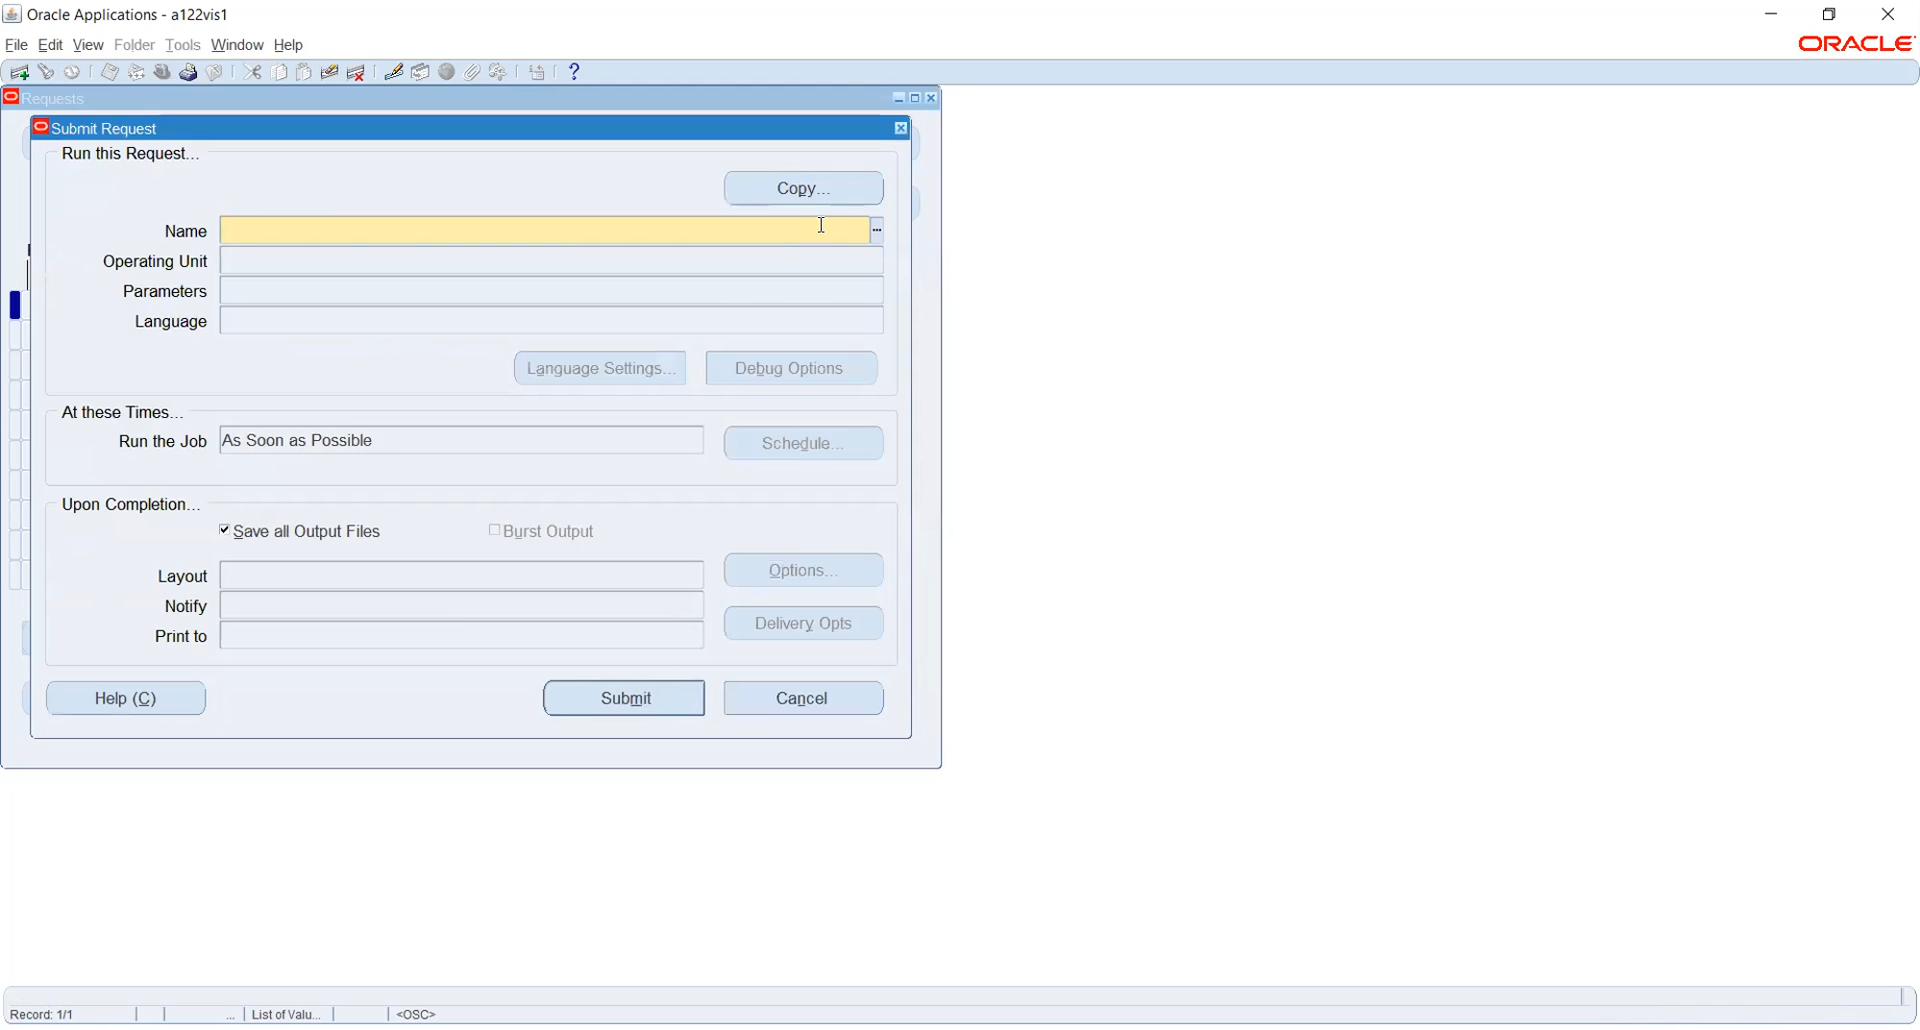 Oracle Applications - a122vis1
File Edit View Folder Tools Window Help
ORACLE
Requests
Submit Request
Run this Request...
Copy...
Name
Operating Unit
Parameters
Language
Language Settings...
Debug Options
At these Times...
Run the Job
As Soon as Possible
Schedule...
Upon Completion...
Save all Output Files
Burst Output
Layout
Options...
Notify
Delivery Opts
Print to
Help (C)
Submit
Cancel
Record: 1/1 ... List of Valu... <OSC>